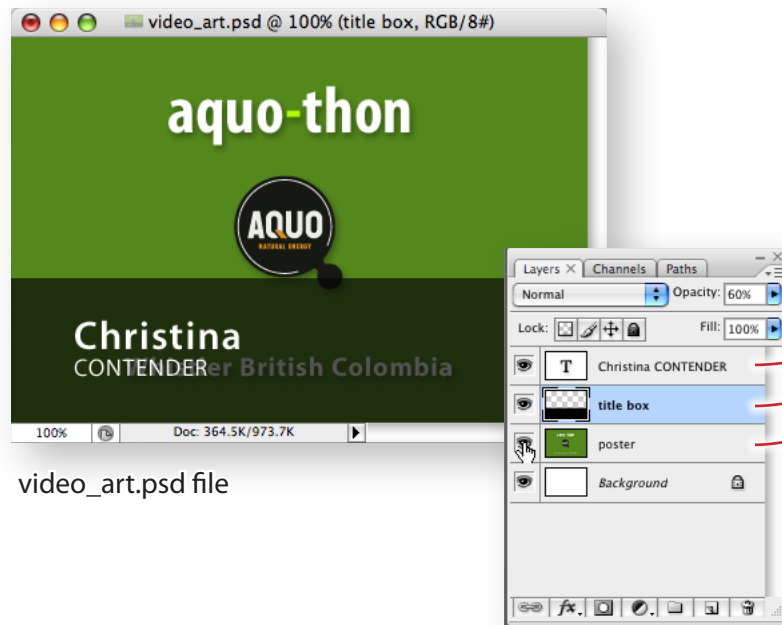 video_art.psd @ 100% (title box, RGB/8#)
aquo-thon
AQUO
NATURAL ENERGY
Christina
CONTENDER
er British Colombia
100%
Doc: 364.5K/973.7K
video_art.psd file
Layers × Channels Paths
Normal
Opacity: 60%
Lock:
Fill: 100%
T Christina CONTENDER
title box
poster
Background
fx.